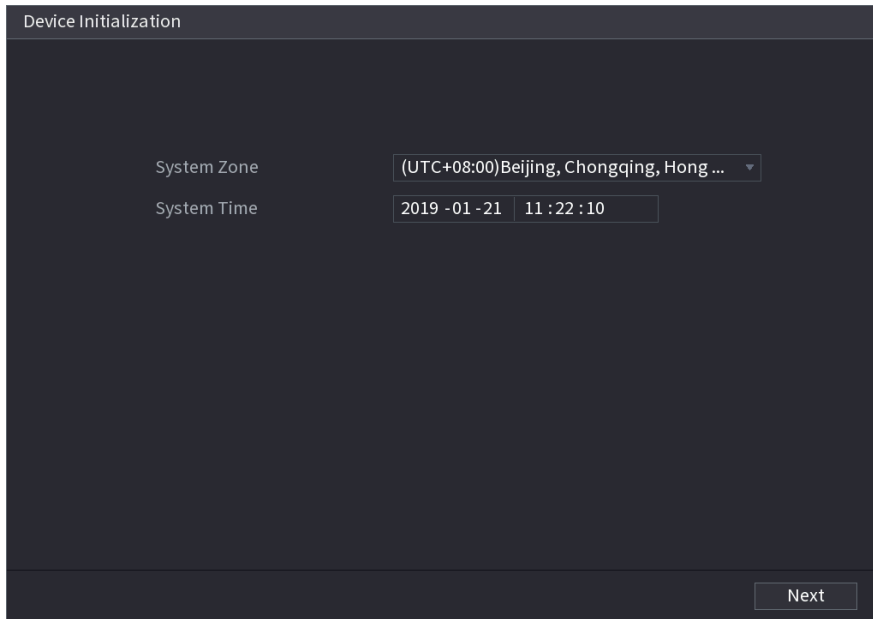 Device Initialization
System Zone (UTC+08:00)Beijing, Chongqing, Hong ...
System Time 2019 -01 -21 11 :22 :10
Next